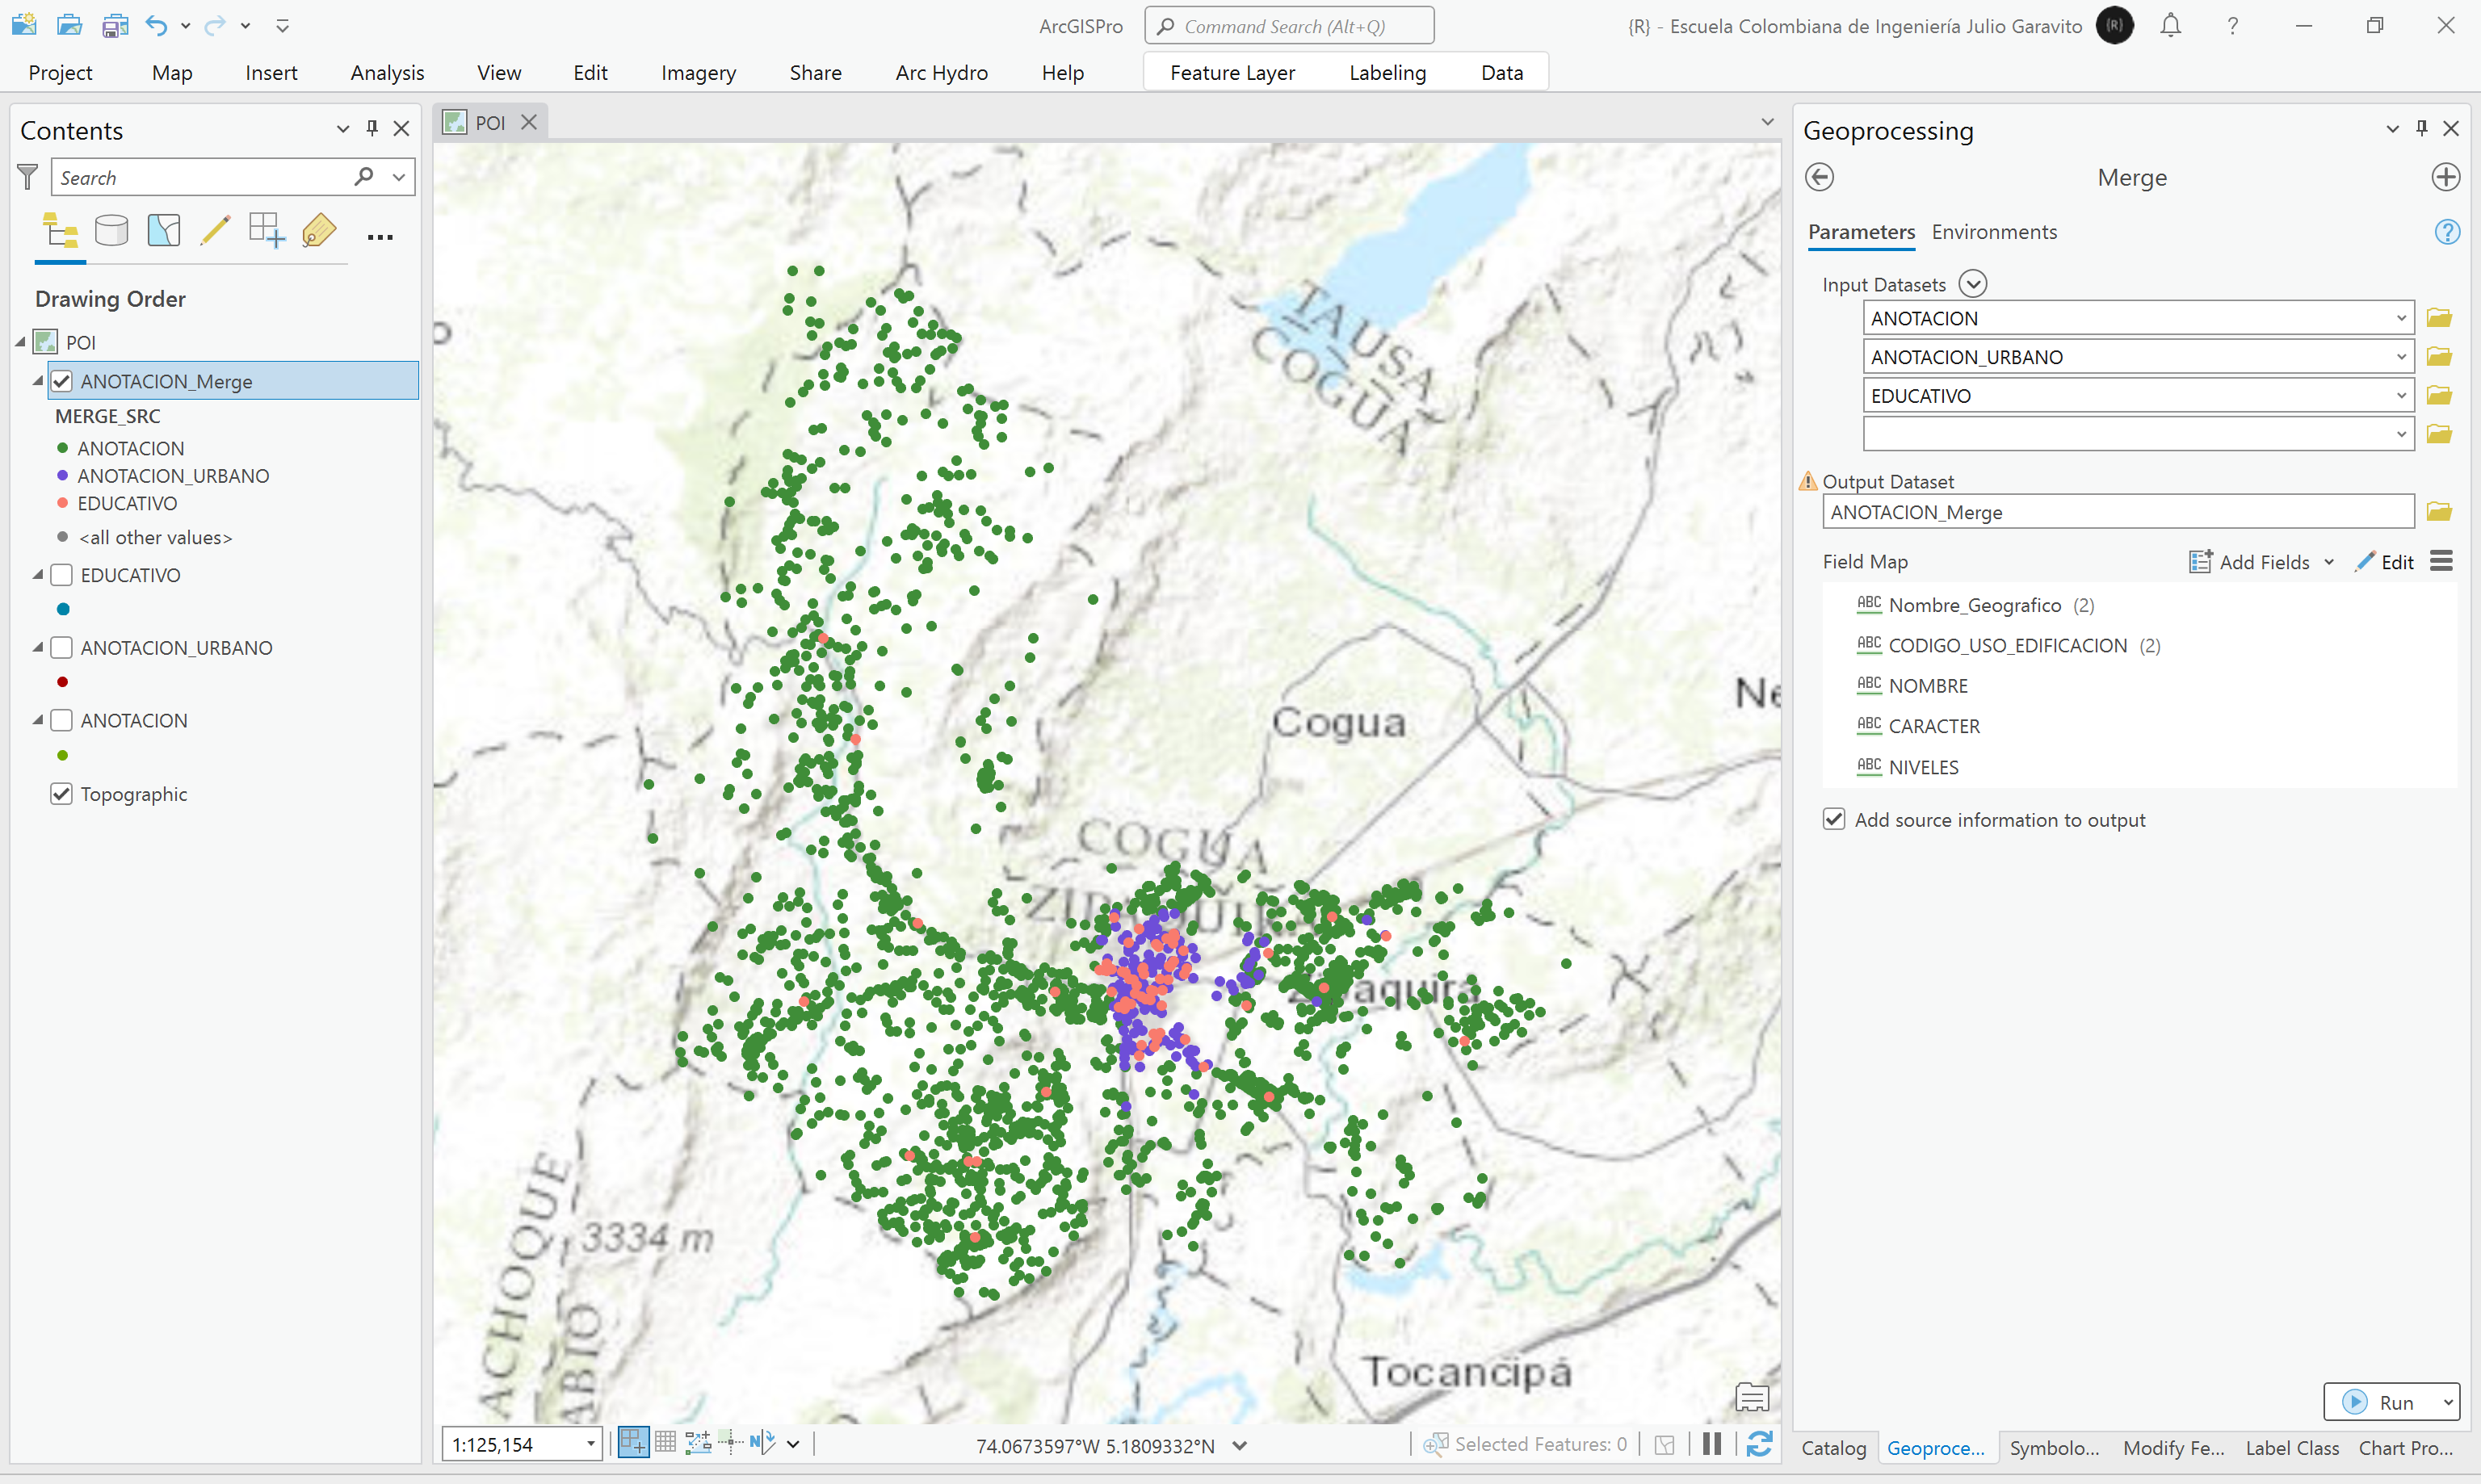 ArcGISPro
Command Search (Alt+Q)
{R} - Escuela Colombiana de Ingeniería Julio Garavito
{R}
?
Project
Map
Insert
Analysis
View
Edit
Imagery
Share
Arc Hydro
Help
Feature Layer
Labeling
Data
Contents
Search
Drawing Order
POI
ANOTACION_Merge
MERGE_SRC
ANOTACION
ANOTACION_URBANO
EDUCATIVO
<all other values>
EDUCATIVO
ANOTACION_URBANO
ANOTACION
Topographic
POI
TAUSA
COGUA
Cogua
Ne
COGUA
3334 m
ACHOQUE
ABIO
Tocancipá
1:125,154
74.0673597°W 5.1809332°N
Selected Features: 0
Geoprocessing
Merge
Parameters
Environments
?
Input Datasets
ANOTACION
ANOTACION_URBANO
EDUCATIVO
Output Dataset
ANOTACION_Merge
Field Map
Add Fields
Edit
ABC Nombre_Geografico (2)
ABC CODIGO_USO_EDIFICACION (2)
ABC NOMBRE
ABC CARACTER
ABC NIVELES
Add source information to output
Run
Catalog
Geoproce...
Symbolo...
Modify Fe...
Label Class
Chart Pro...